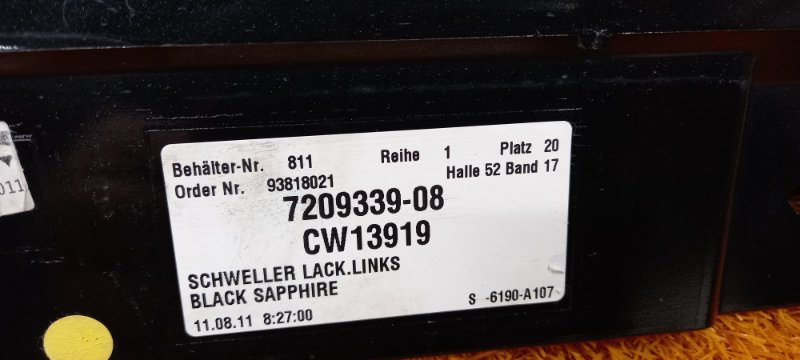 Behälter-Nr. 811 Reihe 1 Platz 20
Order Nr. 93818021 Halle 52 Band 17
7209339-08
CW13919
SCHWELLER LACK.LINKS
BLACK SAPPHIRE
11.08.11 8:27:00 S -6190-A107
011